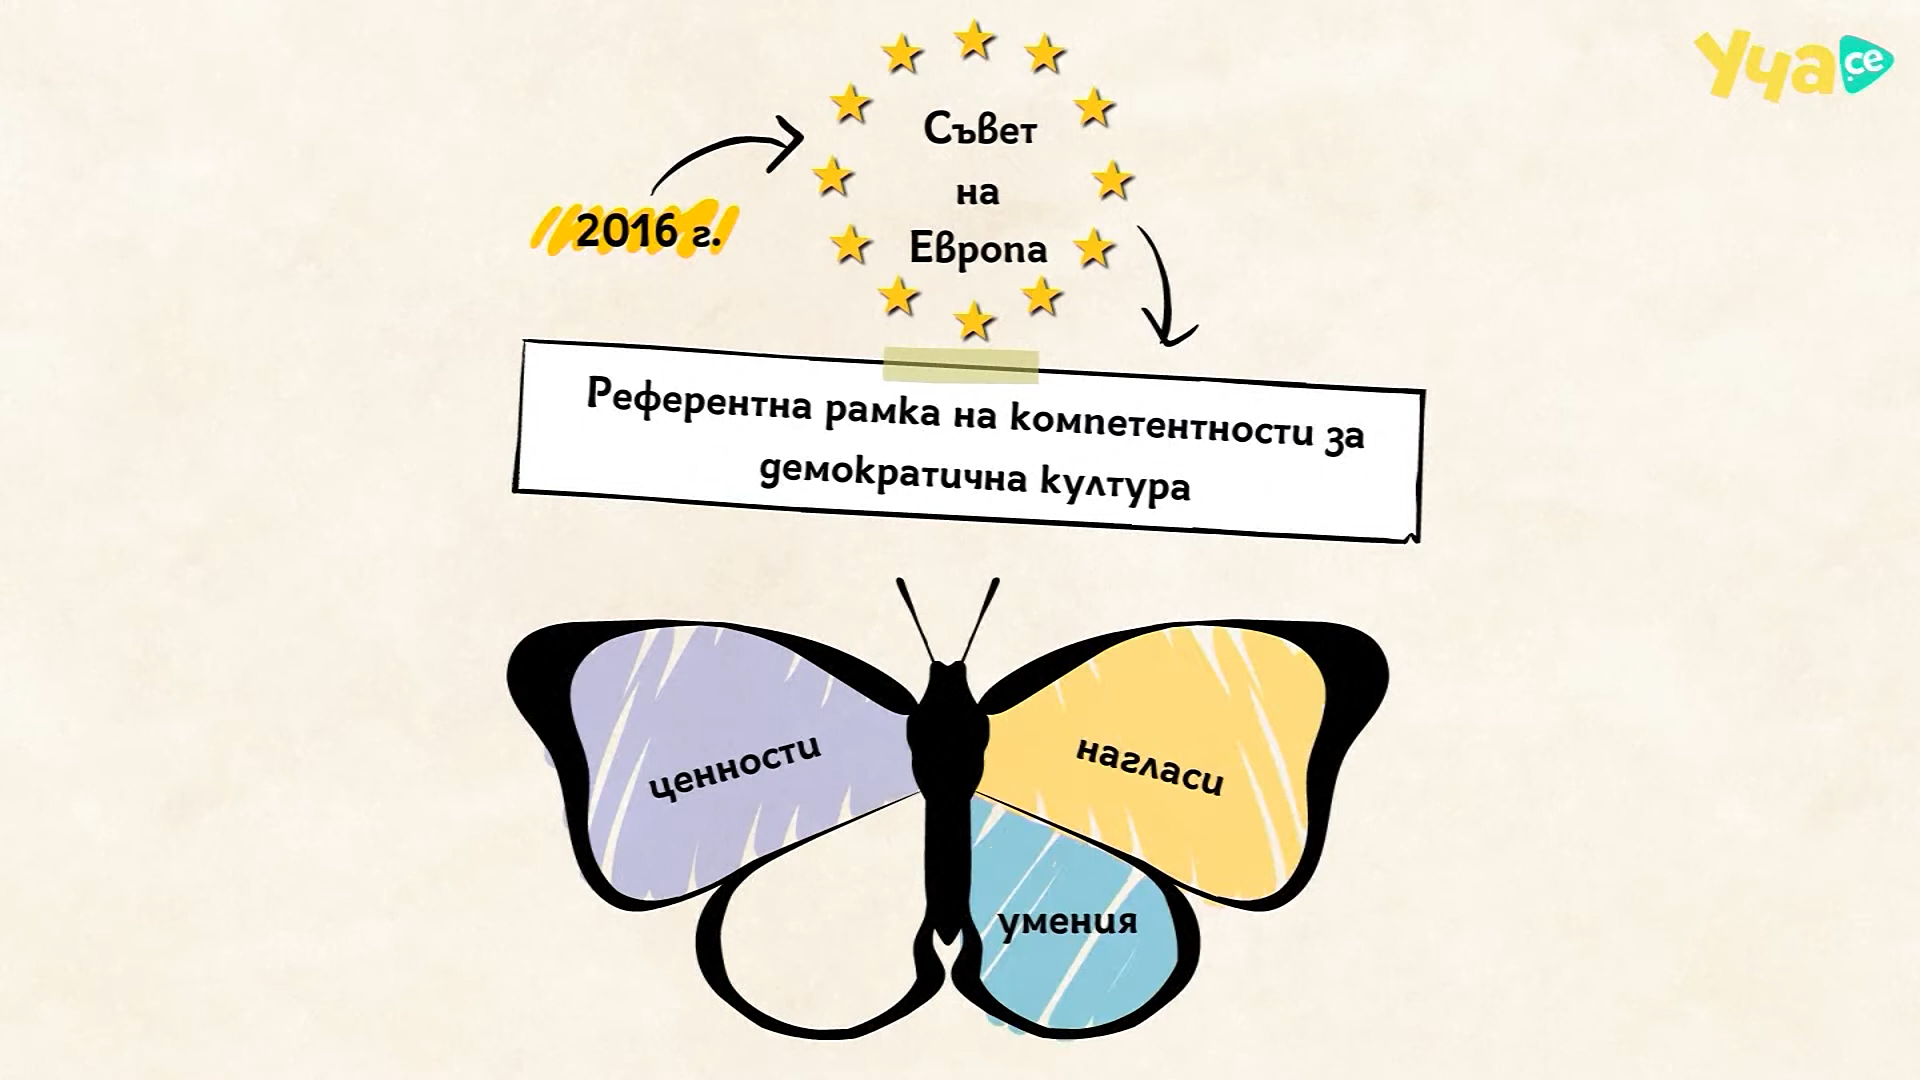 Уча.се
Съвет
на
Европа
2016 г.
Референтна рамка на компетентности за
демократична култура
ценности
нагласи
умения